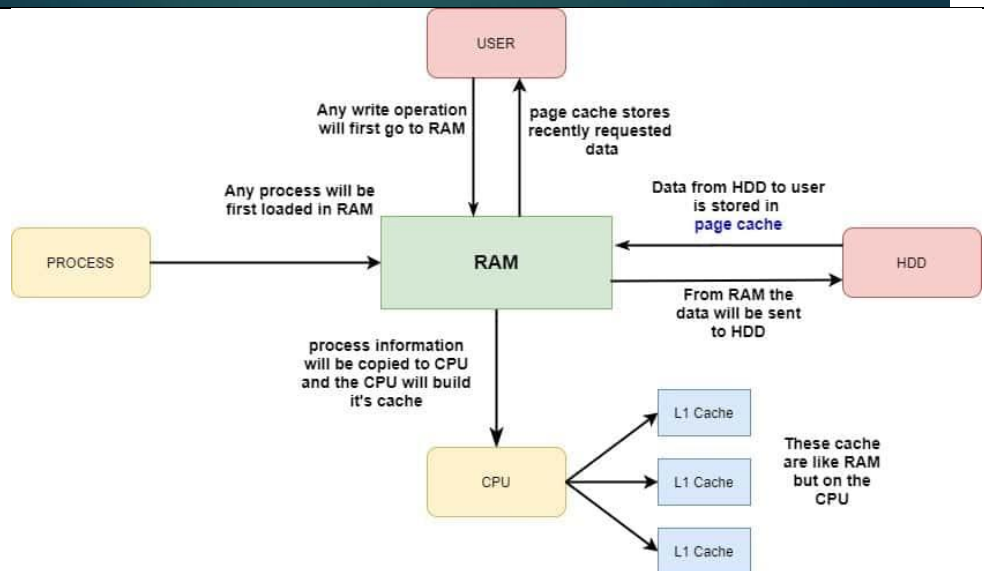 USER
Any write operation
will first go to RAM
page cache stores
recently requested
data
Any process will be
first loaded in RAM
Data from HDD to user
is stored in
page cache
PROCESS
RAM
HDD
From RAM the
data will be sent
to HDD
process information
will be copied to CPU
and the CPU will build
it's cache
L1 Cache
These cache
are like RAM
but on the
CPU
CPU
L1 Cache
L1 Cache